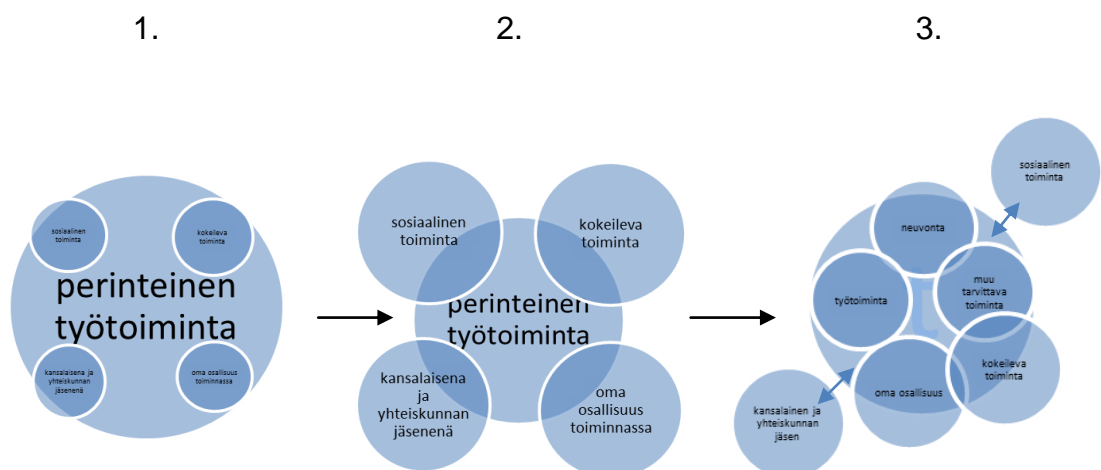 1.
2.
3.
sosiaalinen
toiminta
kokeileva
toiminta
perinteinen
työtoiminta
kansalaisena ja
yhteiskunnan
jäsenenä
oma osallisuus
toiminnassa
sosiaalinen
toiminta
kokeileva
toiminta
perinteinen
työtoiminta
kansalaisena
ja
yhteiskunnan
jäsenenä
oma
osallisuus
toiminnassa
sosiaalinen
toiminta
neuvonta
työtoiminta
muu
tarvittava
toiminta
kokeileva
toiminta
oma osallisuus
kansalainen ja
yhteiskunnan
jäsen